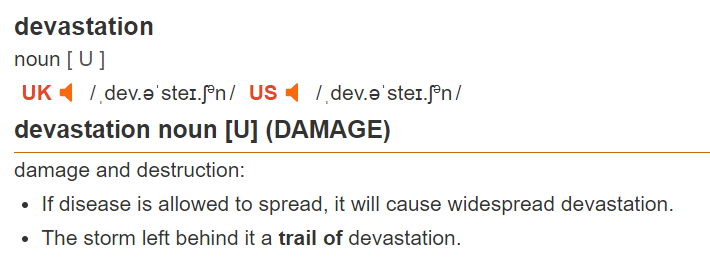 devastation
noun [ U ]
UK /ˌdev.əˈsteɪ.ʃᵊn/ US /ˌdev.əˈsteɪ.ʃᵊn/
devastation noun [U] (DAMAGE)
damage and destruction:
• If disease is allowed to spread, it will cause widespread devastation.
• The storm left behind it a trail of devastation.